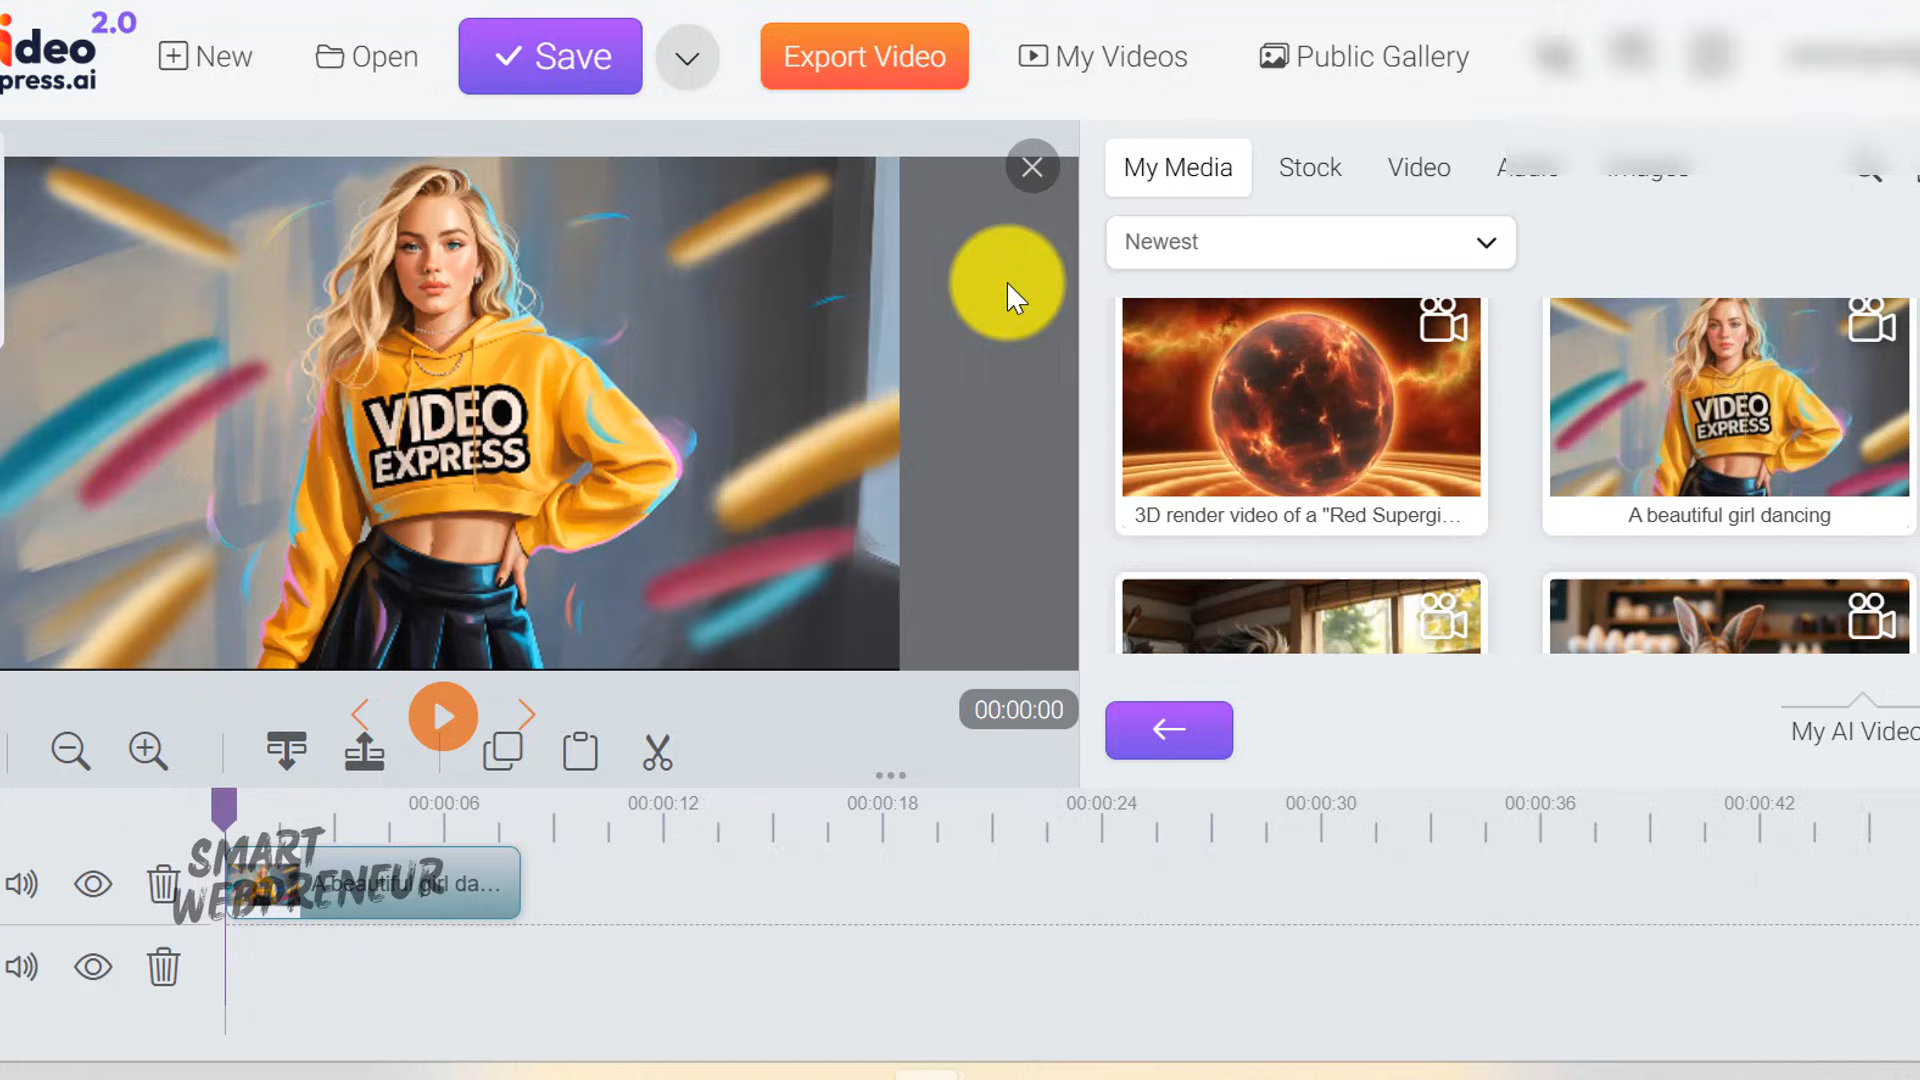 ideo 2.0
press.ai
New
Open
Save
Export Video
My Videos
Public Gallery
My Media
Stock
Video
Newest
VIDEO
EXPRESS
VIDEO
EXPRESS
3D render video of a "Red Supergi...
A beautiful girl dancing
00:00:00
My AI Video
00:00:06
00:00:12
00:00:18
00:00:24
00:00:30
00:00:36
00:00:42
SMART
WEBPRENEUR
A beautiful girl da...